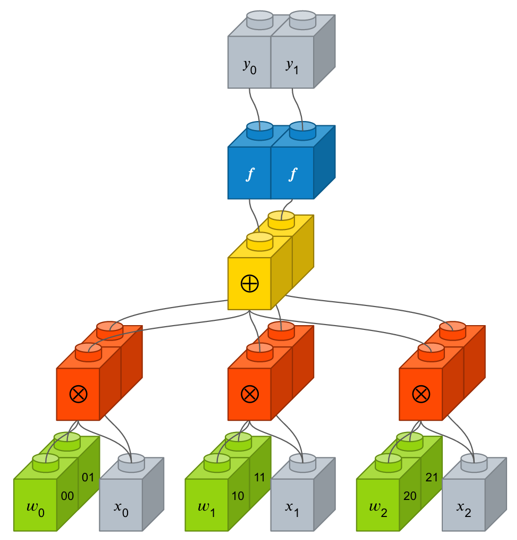 y0 y1
f f
⊕
⊗ ⊗ ⊗
w0 00 01 x0 w1 10 11 x1 w2 20 21 x2